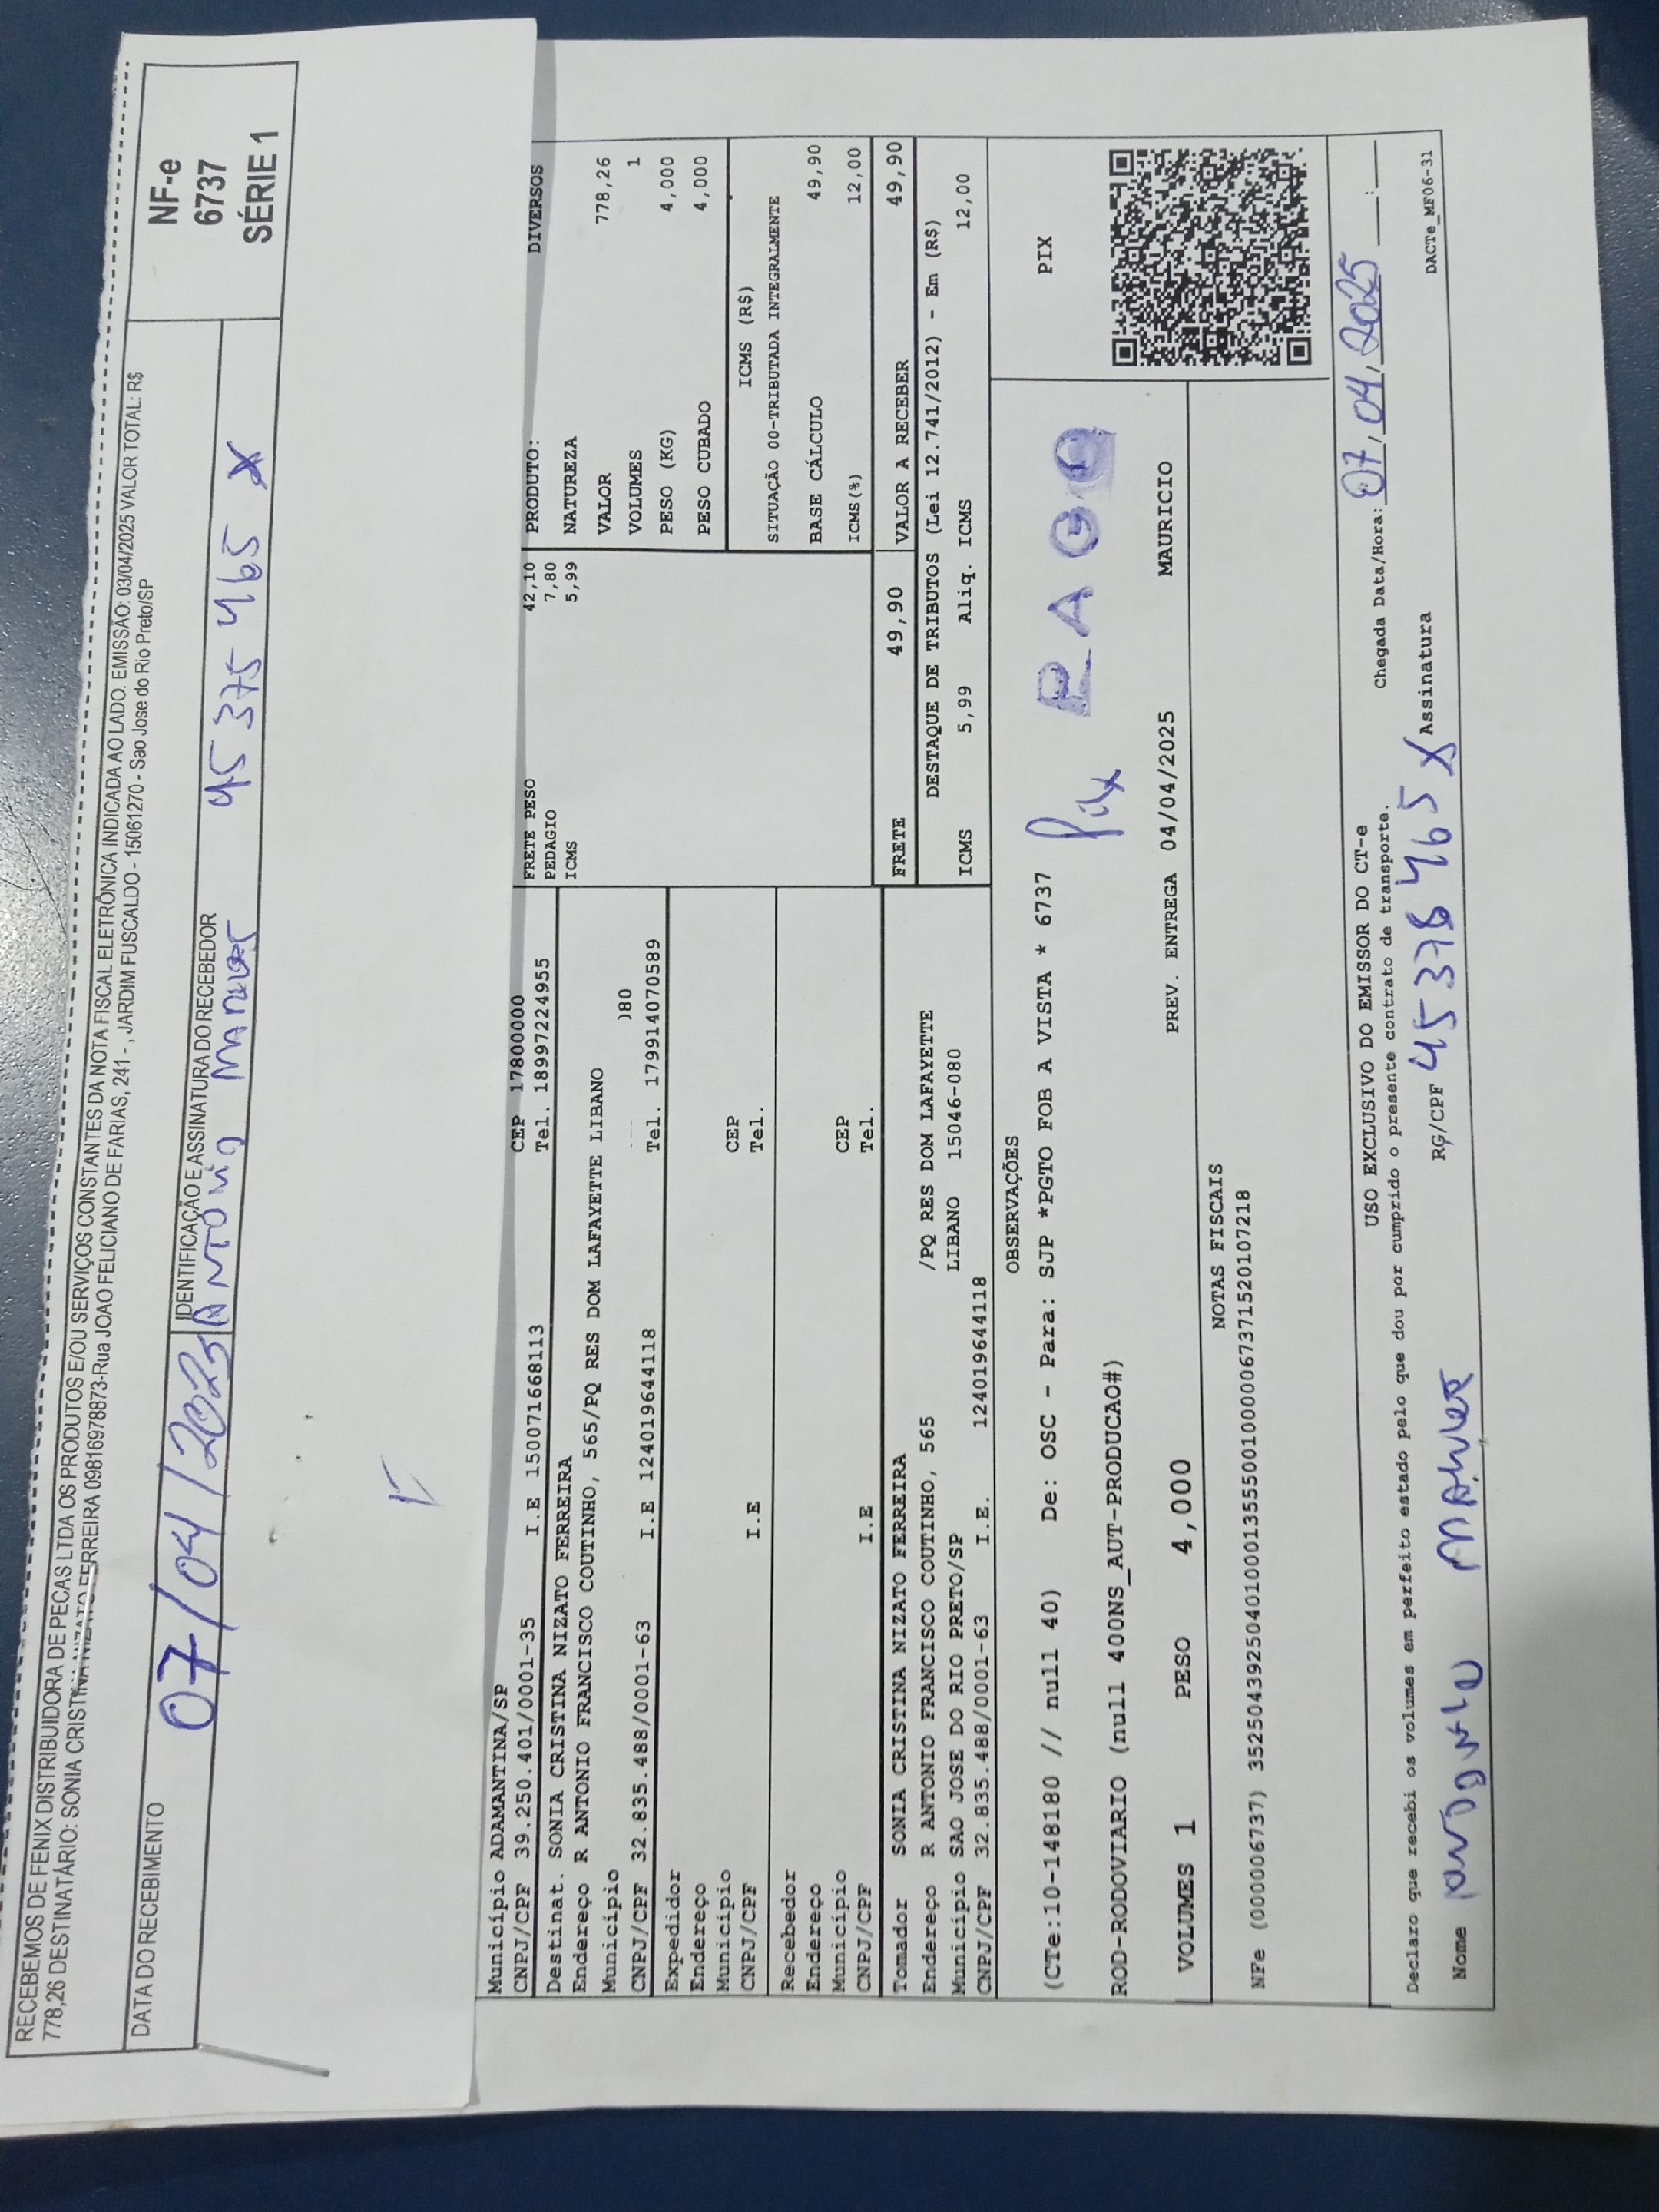 RECEBEMOS DE FENIX DISTRIBUIDORA DE PECAS LTDA OS PRODUTOS E/OU SERVIÇOS CONSTANTES DA NOTA FISCAL ELETRÔNICA INDICADA AO LADO. EMISSÃO: 03/04/2025 VALOR TOTAL: R$
778,26 DESTINATÁRIO: SONIA CRISTINA NIZATO FERREIRA 09816978873-Rua JOAO FELICIANO DE FARIAS, 241 - , JARDIM FUSCALDO - 15061270 - Sao Jose do Rio Preto/SP
NF-e
6737
SÉRIE 1
DATA DO RECEBIMENTO
07/04/2025
IDENTIFICAÇÃO E ASSINATURA DO RECEBEDOR
45 375 465 X
Município ADAMANTINA/SP CEP 17800000
CNPJ/CPF 39.250.401/0001-35 I.E 150071668113 Tel. 18997224955
Destinat. SONIA CRISTINA NIZATO FERREIRA
Endereço R ANTONIO FRANCISCO COUTINHO, 565/PQ RES DOM LAFAYETTE LIBANO
Município )80
CNPJ/CPF 32.835.488/0001-63 I.E 124019644118 Tel. 17991407 0589
Expedidor
Endereço
Município CEP
CNPJ/CPF I.E Tel.
Recebedor
Endereço
Município CEP
CNPJ/CPF I.E Tel.
Tomador SONIA CRISTINA NIZATO FERREIRA
Endereço R ANTONIO FRANCISCO COUTINHO, 565 /PQ RES DOM LAFAYETTE
Município SAO JOSE DO RIO PRETO/SP LIBANO 15046-080
CNPJ/CPF 32.835.488/0001-63 I.E. 124019644118
FRETE PESO 42,10
PEDAGIO 7,80
ICMS 5,99
PRODUTO: DIVERSOS
NATUREZA
VALOR 778,26
VOLUMES 1
PESO (KG) 4,000
PESO CUBADO 4,000
ICMS (R$)
SITUAÇÃO 00-TRIBUTADA INTEGRALMENTE
BASE CÁLCULO 49,90
ICMS(%) 12,00
FRETE 49,90 VALOR A RECEBER 49,90
DESTAQUE DE TRIBUTOS (Lei 12.741/2012) - Em (R$)
ICMS 5,99 Aliq. ICMS 12,00
OBSERVAÇÕES
(CTe:10-148180 // null 40) De: OSC - Para: SJP *PGTO FOB A VISTA * 6737
Pix PAGO
ROD-RODOVIARIO (null 400NS_AUT-PRODUCAO#)
PIX
VOLUMES 1 PESO 4,000 PREV. ENTREGA 04/04/2025 MAURICIO
NOTAS FISCAIS
NFe (00006737) 35250439250401000135550010000067371520107218
USO EXCLUSIVO DO EMISSOR DO CT-e
Chegada Data/Hora: 07/04/2025 __:__
Declaro que recebi os volumes em perfeito estado pelo que dou por cumprido o presente contrato de transporte.
Nome RG/CPF 45 375 465 X Assinatura
DACTe_MF06-31